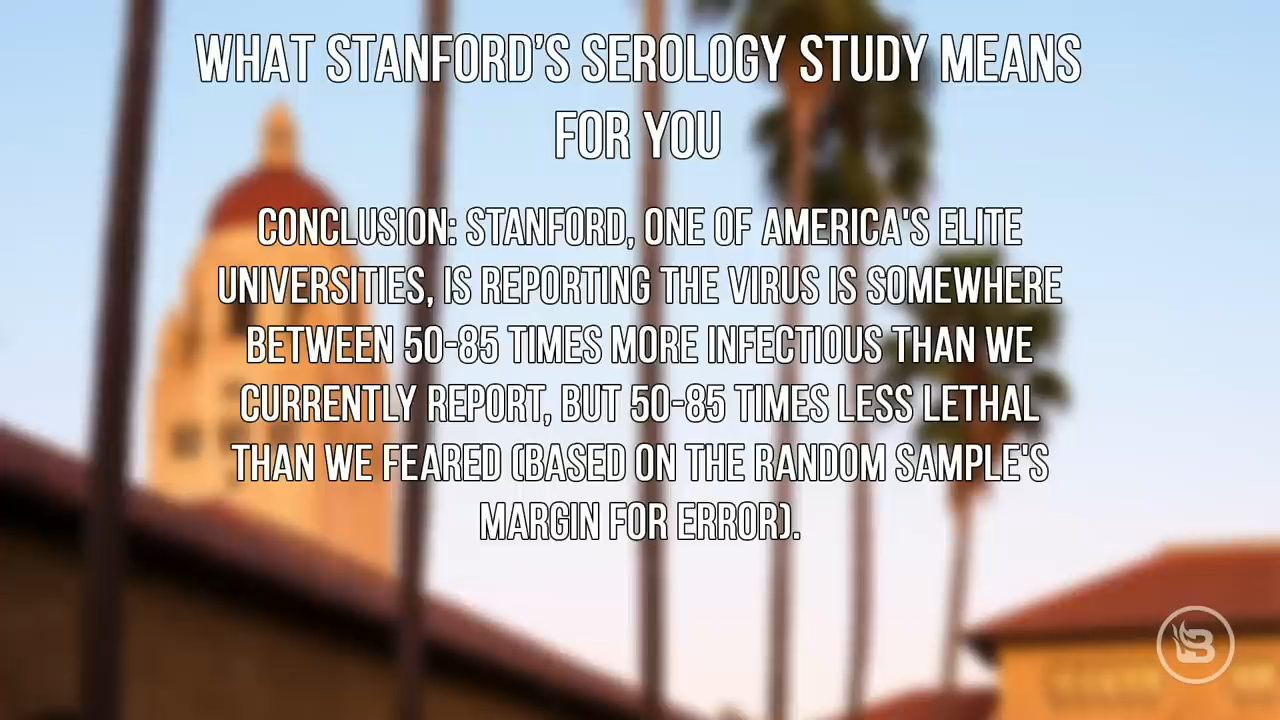 WHAT STANFORD’S SEROLOGY STUDY MEANS
FOR YOU
CONCLUSION: STANFORD, ONE OF AMERICA'S ELITE
UNIVERSITIES, IS REPORTING THE VIRUS IS SOMEWHERE
BETWEEN 50-85 TIMES MORE INFECTIOUS THAN WE
CURRENTLY REPORT, BUT 50-85 TIMES LESS LETHAL
THAN WE FEARED (BASED ON THE RANDOM SAMPLE'S
MARGIN FOR ERROR).
B